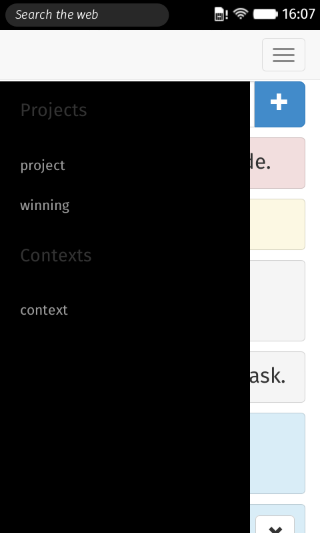 Search the web
16:07
Projects
de.
project
winning
Contexts
context
ask.